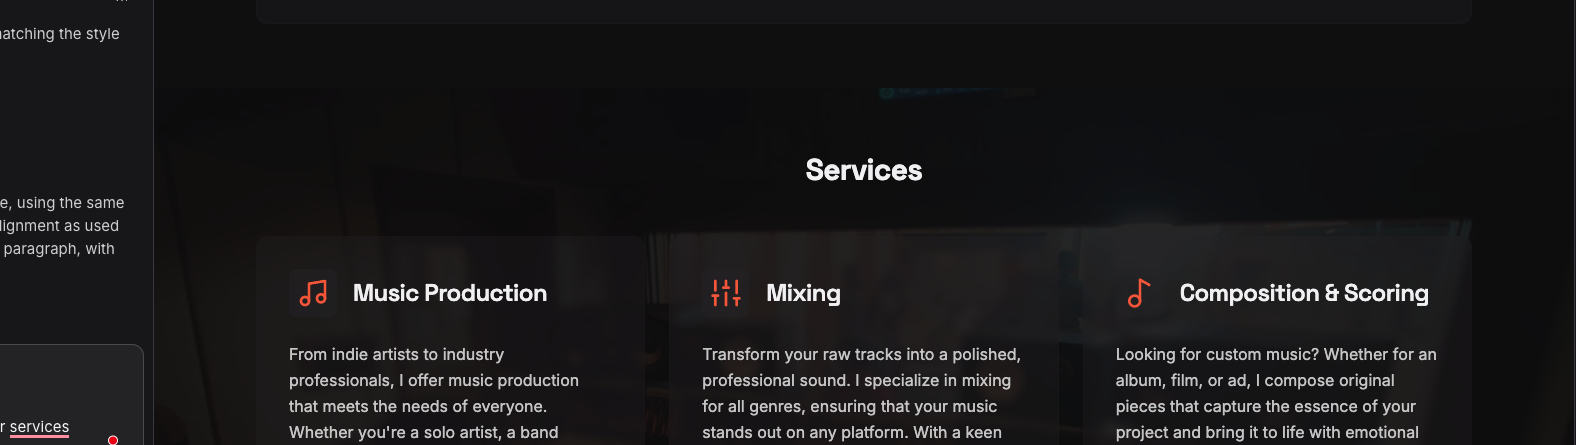 ...
matching the style
e, using the same
lignment as used
paragraph, with
r services
Services
Music Production
From indie artists to industry
professionals, I offer music production
that meets the needs of everyone.
Whether you're a solo artist, a band
Mixing
Transform your raw tracks into a polished,
professional sound. I specialize in mixing
for all genres, ensuring that your music
stands out on any platform. With a keen
Composition & Scoring
Looking for custom music? Whether for an
album, film, or ad, I compose original
pieces that capture the essence of your
project and bring it to life with emotional